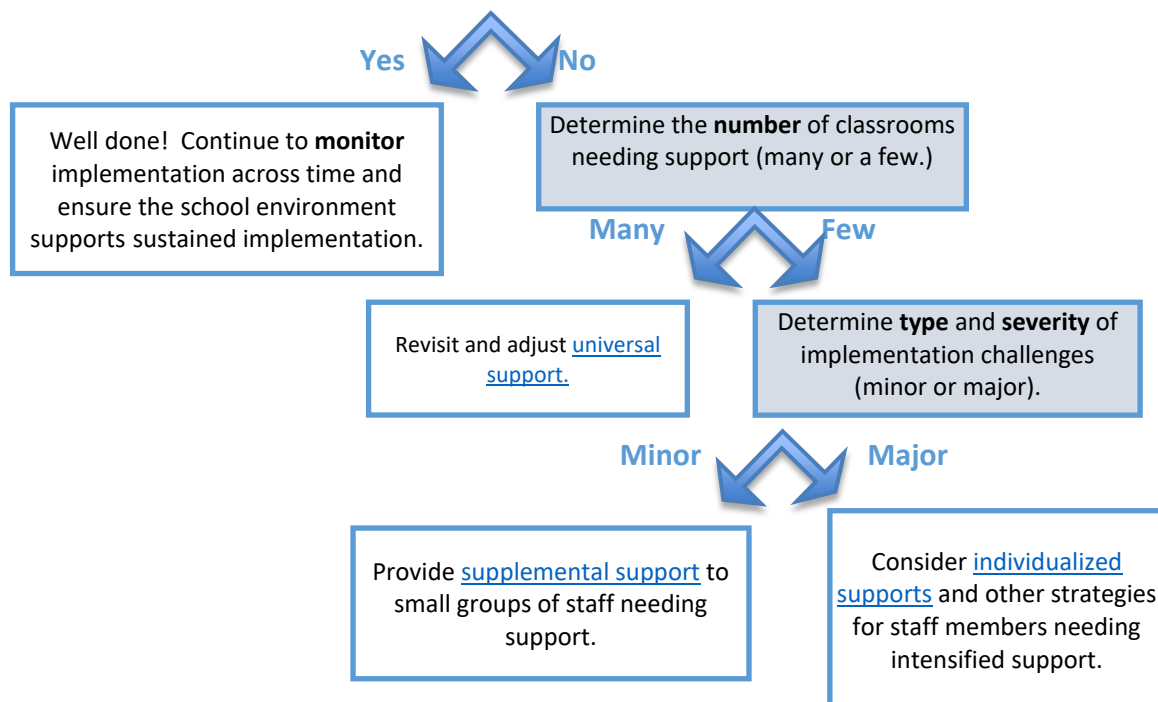 Yes
No
Well done!  Continue to monitor
implementation across time and
ensure the school environment
supports sustained implementation.
Determine the number of classrooms
needing support (many or a few.)
Many
Few
Revisit and adjust universal
support.
Determine type and severity of
implementation challenges
(minor or major).
Minor
Major
Provide supplemental support to
small groups of staff needing
support.
Consider individualized
supports and other strategies
for staff members needing
intensified support.